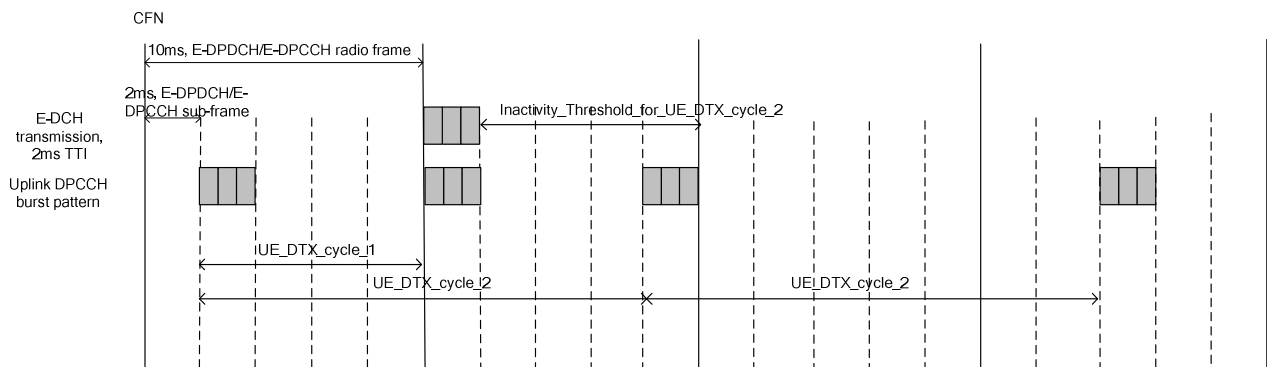 CFN
10ms, E-DPDCH/E-DPCCH radio frame
2ms, E-DPDCH/E-
DPCCH sub-frame
E-DCH
transmission,
2ms TTI
Inactivity_Threshold_for_UE_DTX_cycle_2
Uplink DPCCH
burst pattern
UE_DTX_cycle_1
UE_DTX_cycle_2
UE_DTX_cycle_2